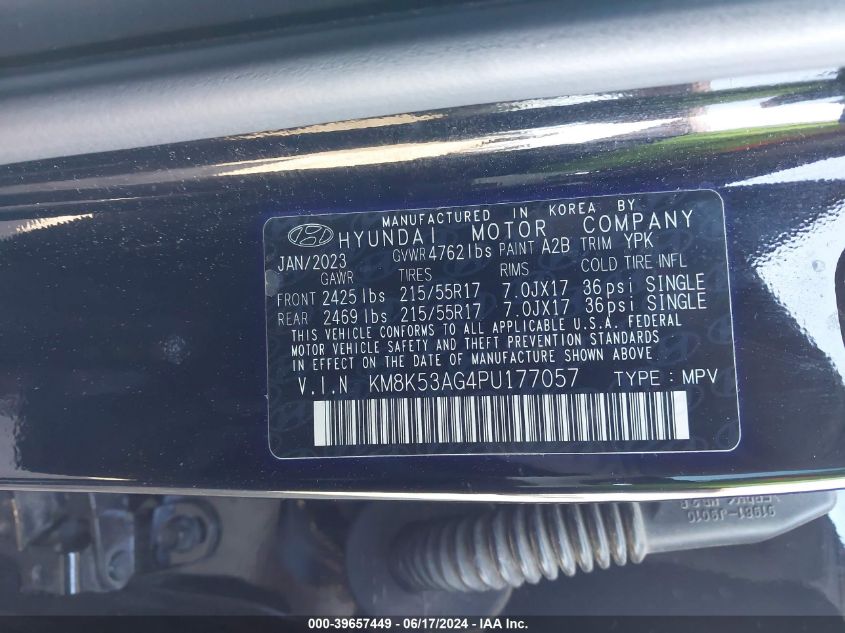 MANUFACTURED IN KOREA BY
HYUNDAI MOTOR COMPANY
JAN/2023 GVWR 4762lbs PAINT A2B TRIM YPK
GAWR TIRES RIMS COLD TIRE INFL
FRONT 2425 lbs 215/55R17 7.0JX17 36psi SINGLE
REAR 2469 lbs 215/55R17 7.0JX17 36psi SINGLE
THIS VEHICLE CONFORMS TO ALL APPLICABLE U.S.A. FEDERAL
MOTOR VEHICLE SAFETY AND THEFT PREVENTION STANDARDS
IN EFFECT ON THE DATE OF MANUFACTURE SHOWN ABOVE.
V.I.N KM8K53AG4PU177057 TYPE : MPV
91981-J9010
000-39657449 - 06/17/2024 - IAA Inc.